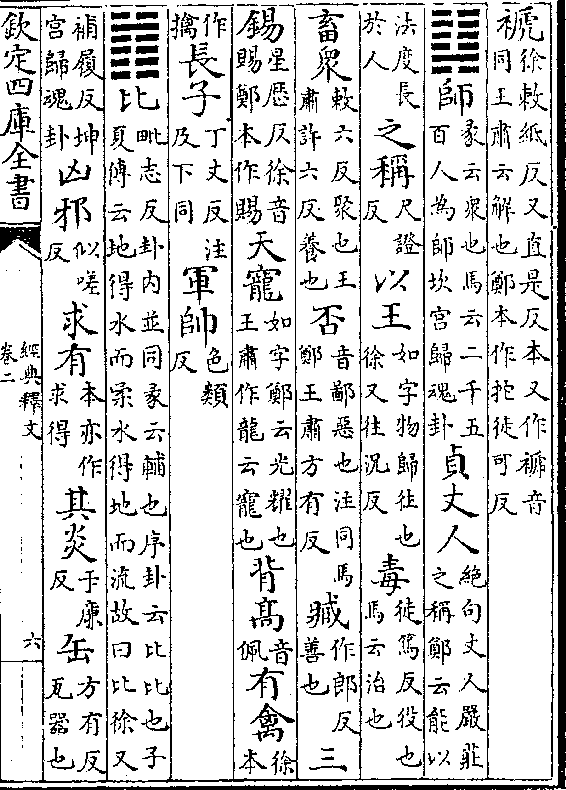 褫徐敕紙反又直是反本又作褫音
同王肅云解也鄭本作拕徒可反
䷆師彖云衆也馬云二千五
百人為師坎宫歸魂卦貞丈人絶句丈人嚴莊
之稱鄭云能以
法度長
於人之稱尺證
反以王如字物歸徃也
徐又往況反毒徒篤反役也
馬云治也
畜衆敕六反聚也王
肅許六反養也否音鄙惡也注同馬
鄭王肅方有反臧作郎反
善也三
錫星歴反徐音
賜鄭本作賜天寵如字鄭云光耀也
王肅作龍云寵也背髙音
佩有禽徐
本
作
擒長子丁丈反注
及下同軍帥色類
反
䷇比毗志反卦内並同彖云輔也序卦云比比也子
夏傳云地得水而柔水得地而流故曰比徐又
補履反坤
宫歸魂卦凶邪似嗟
反求有本亦作
求得其炎于廉
反缶方有反
瓦器也
欽定四庫全書
經典釋文
卷二
六